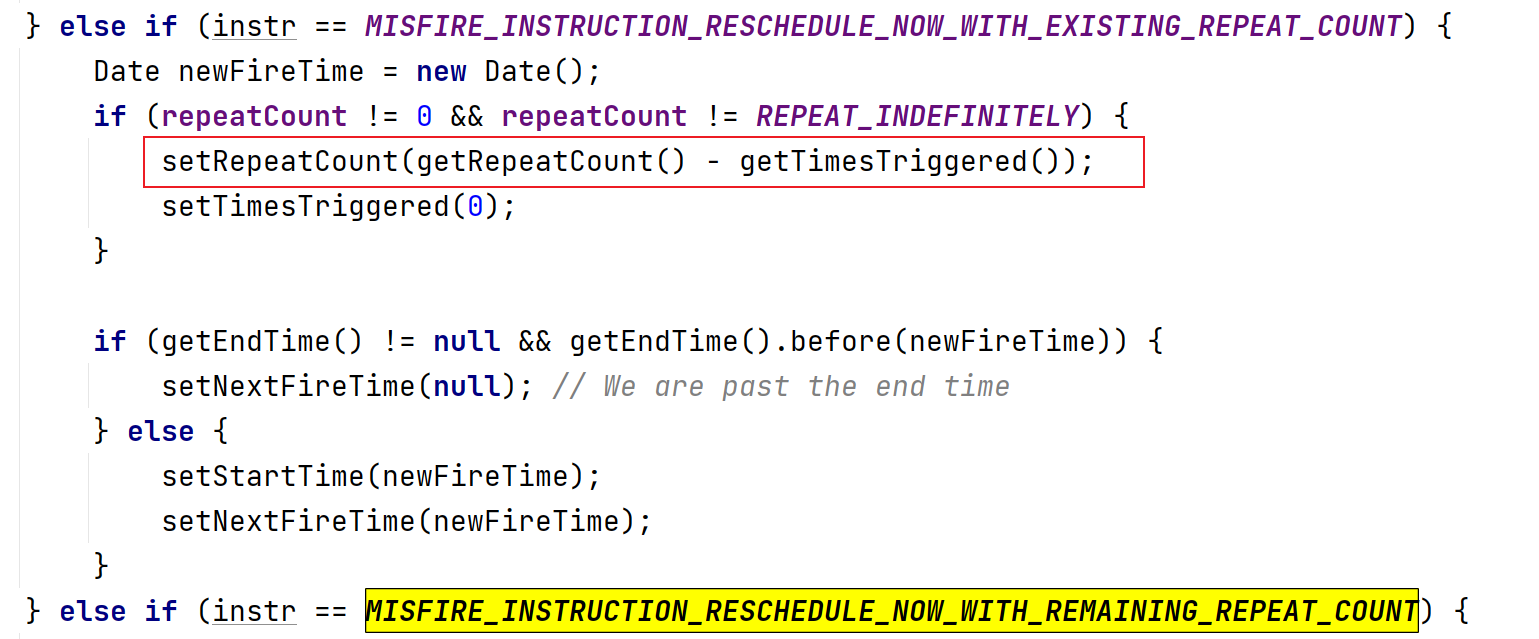 } else if (instr == MISFIRE_INSTRUCTION_RESCHEDULE_NOW_WITH_EXISTING_REPEAT_COUNT) {
Date newFireTime = new Date();
if (repeatCount != 0 && repeatCount != REPEAT_INDEFINITELY) {
setRepeatCount(getRepeatCount() - getTimesTriggered());
setTimesTriggered(0);
}
if (getEndTime() != null && getEndTime().before(newFireTime)) {
setNextFireTime(null); // We are past the end time
} else {
setStartTime(newFireTime);
setNextFireTime(newFireTime);
}
} else if (instr == MISFIRE_INSTRUCTION_RESCHEDULE_NOW_WITH_REMAINING_REPEAT_COUNT) {